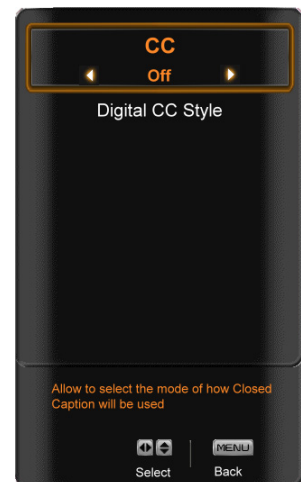 CC
Off
Digital CC Style
Allow to select the mode of how Closed
Caption will be used
MENU
Select Back